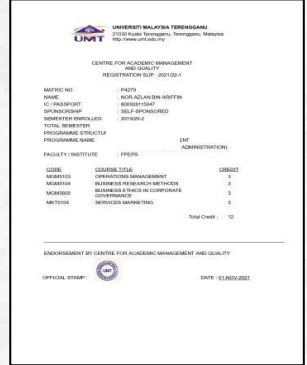 UMT
UNIVERSITI MALAYSIA TERENGGANU
21030 Kuala Terengganu, Terengganu, Malaysia
http://www.umt.edu.my
CENTRE FOR ACADEMIC MANAGEMENT
AND QUALITY
REGISTRATION SLIP : 2021/22-1
MATRIC NO. : P4279
NAME : NOR AZLAN BIN ARIFFIN
IC / PASSPORT
SPONSORSHIP : SELF-SPONSORED
SEMESTER ENROLLED : 2019/20-2
TOTAL SEMESTER
PROGRAMME STRUCTUR
PROGRAMME NAME ENT
ADMINISTRATION)
FACULTY / INSTITUTE : FPEPS
CODE COURSE TITLE CREDIT
MGM5103 OPERATIONS MANAGEMENT 3
MGM5104 BUSINESS RESEARCH METHODS 3
MGM5800 BUSINESS ETHICS IN CORPORATE GOVERNANCE 3
MKT5104 SERVICES MARKETING 3
Total Credit : 12
ENDORSEMENT BY CENTRE FOR ACADEMIC MANAGEMENT AND QUALITY
OFFICIAL STAMP : UMT DATE : 01-NOV-2021